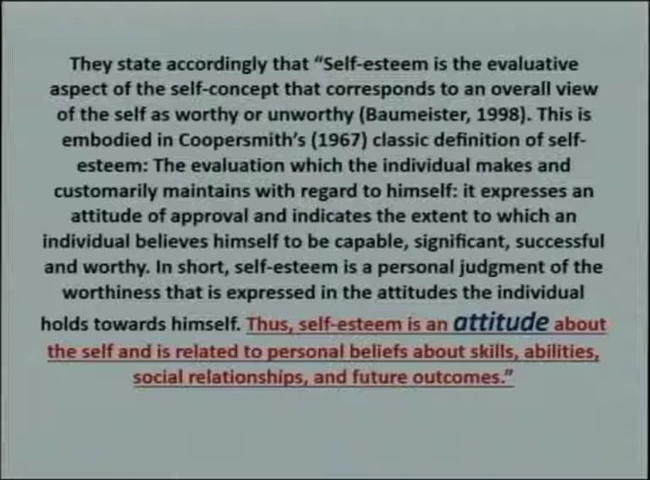 They state accordingly that “Self-esteem is the evaluative
aspect of the self-concept that corresponds to an overall view
of the self as worthy or unworthy (Baumeister, 1998). This is
embodied in Coopersmith’s (1967) classic definition of self-
esteem: The evaluation which the individual makes and
customarily maintains with regard to himself: it expresses an
attitude of approval and indicates the extent to which an
individual believes himself to be capable, significant, successful
and worthy. In short, self-esteem is a personal judgment of the
worthiness that is expressed in the attitudes the individual
holds towards himself. Thus, self-esteem is an attitude about
the self and is related to personal beliefs about skills, abilities,
social relationships, and future outcomes.”